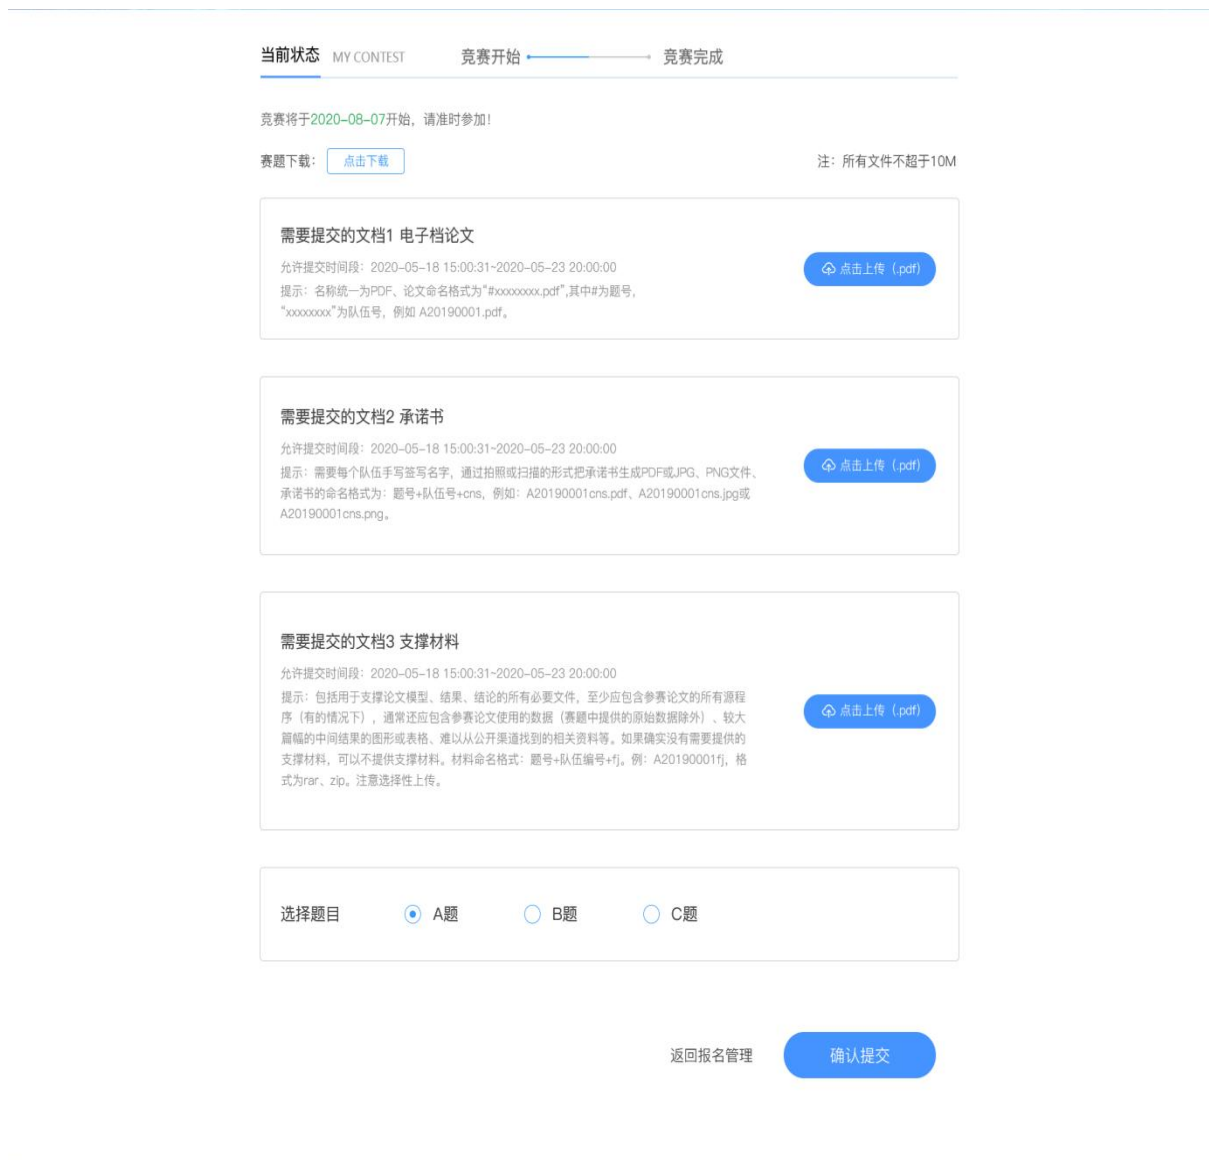 当前状态 MY CONTEST 竞赛开始 竞赛完成
竞赛将于2020-08-07开始，请准时参加！
赛题下载： 点击下载 注：所有文件不超于10M
需要提交的文档1 电子档论文
允许提交时间段：2020-05-18 15:00:31~2020-05-23 20:00:00
点击上传（.pdf）
提示：名称统一为PDF、论文命名格式为“#xxxxxxxx.pdf”,其中#为题号，
“xxxxxxxx”为队伍号，例如 A20190001.pdf。
需要提交的文档2 承诺书
允许提交时间段：2020-05-18 15:00:31~2020-05-23 20:00:00
点击上传（.pdf）
提示：需要每个队伍手写签写名字，通过拍照或扫描的形式把承诺书生成PDF或JPG、PNG文件、
承诺书的命名格式为：题号+队伍号+cns，例如：A20190001cns.pdf、A20190001cns.jpg或
A20190001cns.png。
需要提交的文档3 支撑材料
允许提交时间段：2020-05-18 15:00:31~2020-05-23 20:00:00
提示：包括用于支撑论文模型、结果、结论的所有必要文件，至少应包含参赛论文的所有源程
点击上传（.pdf）
序（有的情况下），通常还应包含参赛论文使用的数据（赛题中提供的原始数据除外）、较大
篇幅的中间结果的图形或表格、难以从公开渠道找到的相关资料等。如果确实没有需要提供的
支撑材料，可以不提供支撑材料。材料命名格式：题号+队伍编号+fj。例：A20190001fj，格
式为rar、zip。注意选择性上传。
选择题目 A题 B题 C题
返回报名管理 确认提交